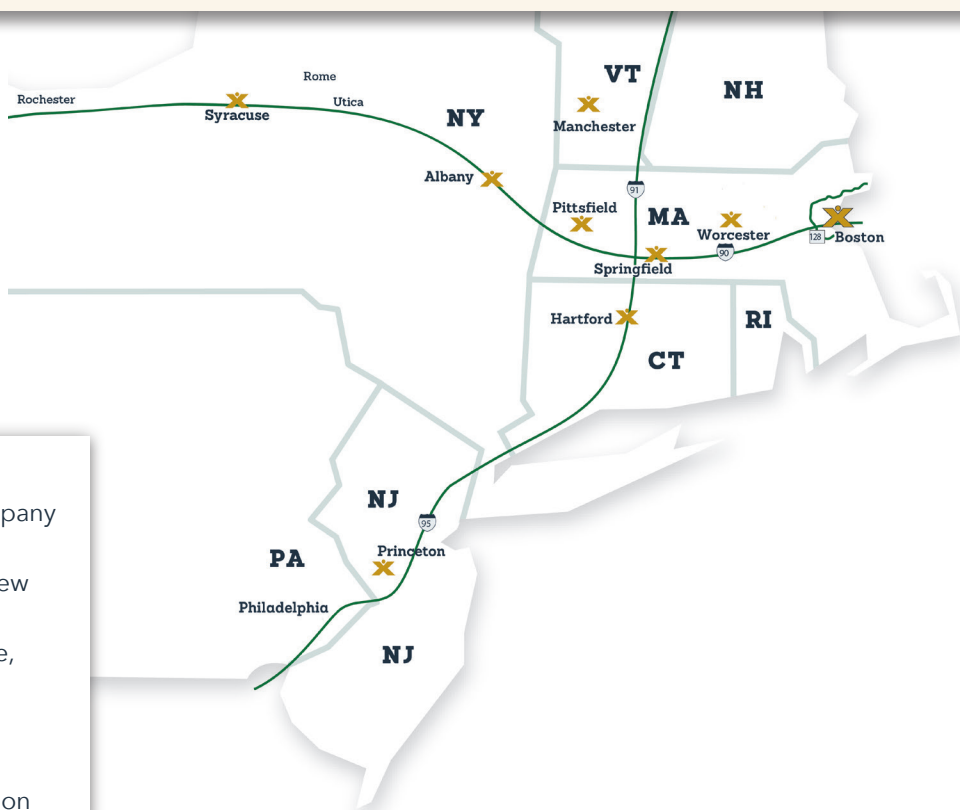 VT
Rome
NH
Rochester
Utica
Syracuse
NY
Manchester
Albany
91
Pittsfield
MA
Worcester
128
Boston
90
Springfield
Hartford
RI
CT
NJ
95
Princeton
PA
Philadelphia
NJ
pany
ew
e,
on